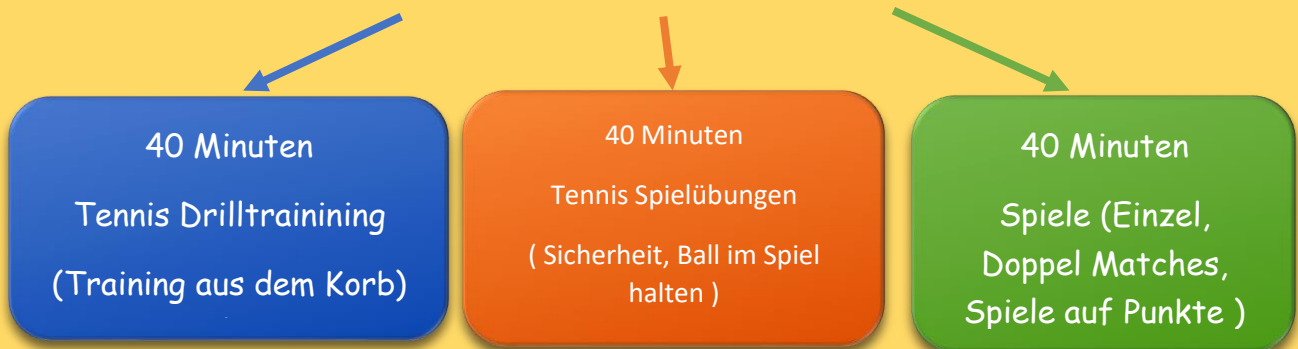 40 Minuten
Tennis Drilltrainining
(Training aus dem Korb)
40 Minuten
Tennis Spielübungen
( Sicherheit, Ball im Spiel
halten )
40 Minuten
Spiele (Einzel,
Doppel Matches,
Spiele auf Punkte )